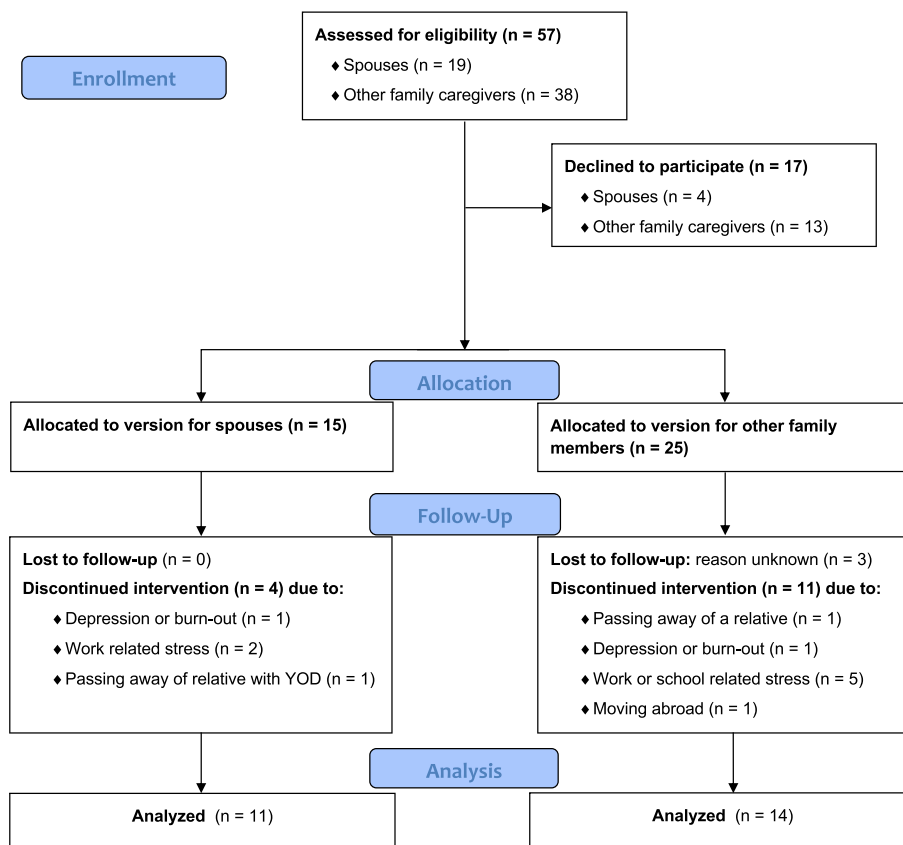 Assessed for eligibility (n = 57)
♦ Spouses (n = 19)
♦ Other family caregivers (n = 38)
Enrollment
Declined to participate (n = 17)
♦ Spouses (n = 4)
♦ Other family caregivers (n = 13)
Allocation
Allocated to version for spouses (n = 15)
Allocated to version for other family
members (n = 25)
Follow-Up
Lost to follow-up (n = 0)
Discontinued intervention (n = 4) due to:
♦ Depression or burn-out (n = 1)
♦ Work related stress (n = 2)
♦ Passing away of relative with YOD (n = 1)
Lost to follow-up: reason unknown (n = 3)
Discontinued intervention (n = 11) due to:
♦ Passing away of a relative (n = 1)
♦ Depression or burn-out (n = 1)
♦ Work or school related stress (n = 5)
♦ Moving abroad (n = 1)
Analysis
Analyzed (n = 11)
Analyzed (n = 14)